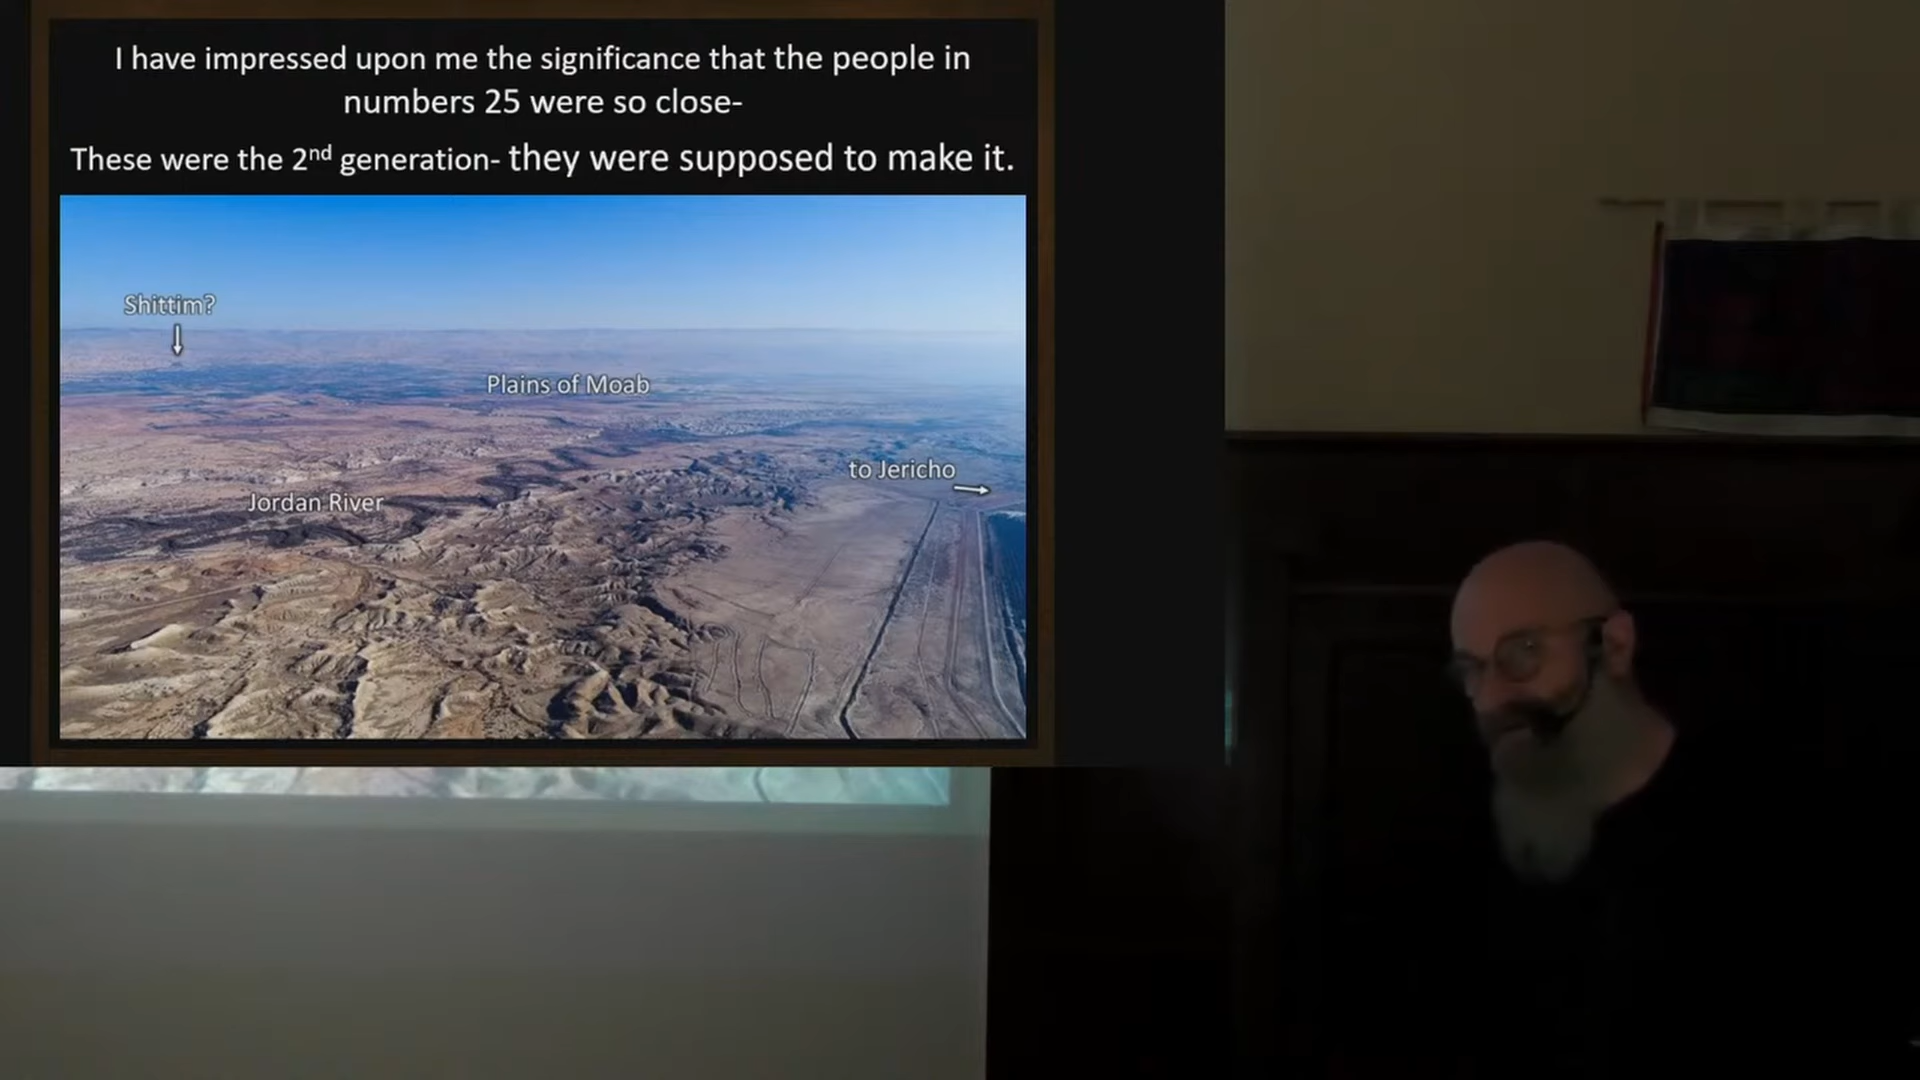 I have impressed upon me the significance that the people in
numbers 25 were so close-
These were the 2nd generation- they were supposed to make it.
Shittim?
Plains of Moab
to Jericho
Jordan River